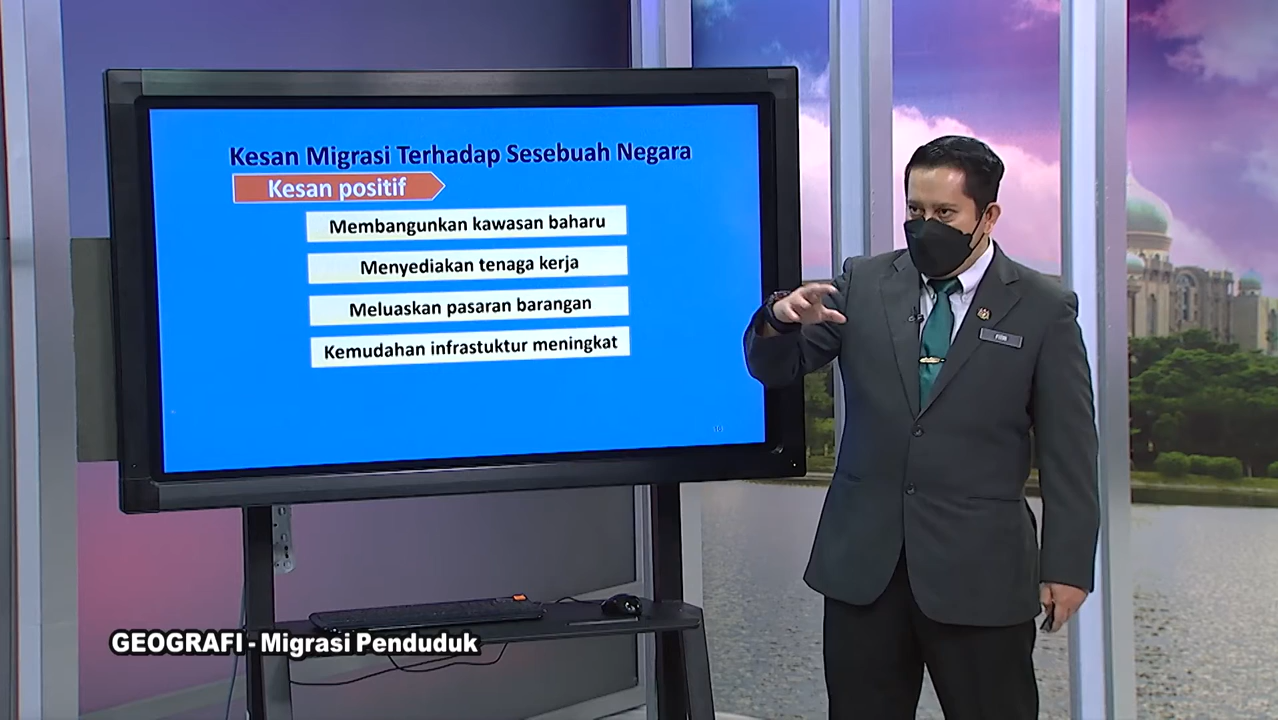 Kesan Migrasi Terhadap Sesebuah Negara
Kesan positif
Membangunkan kawasan baharu
Menyediakan tenaga kerja
Meluaskan pasaran barangan
Kemudahan infrastuktur meningkat
GEOGRAFI - Migrasi Penduduk